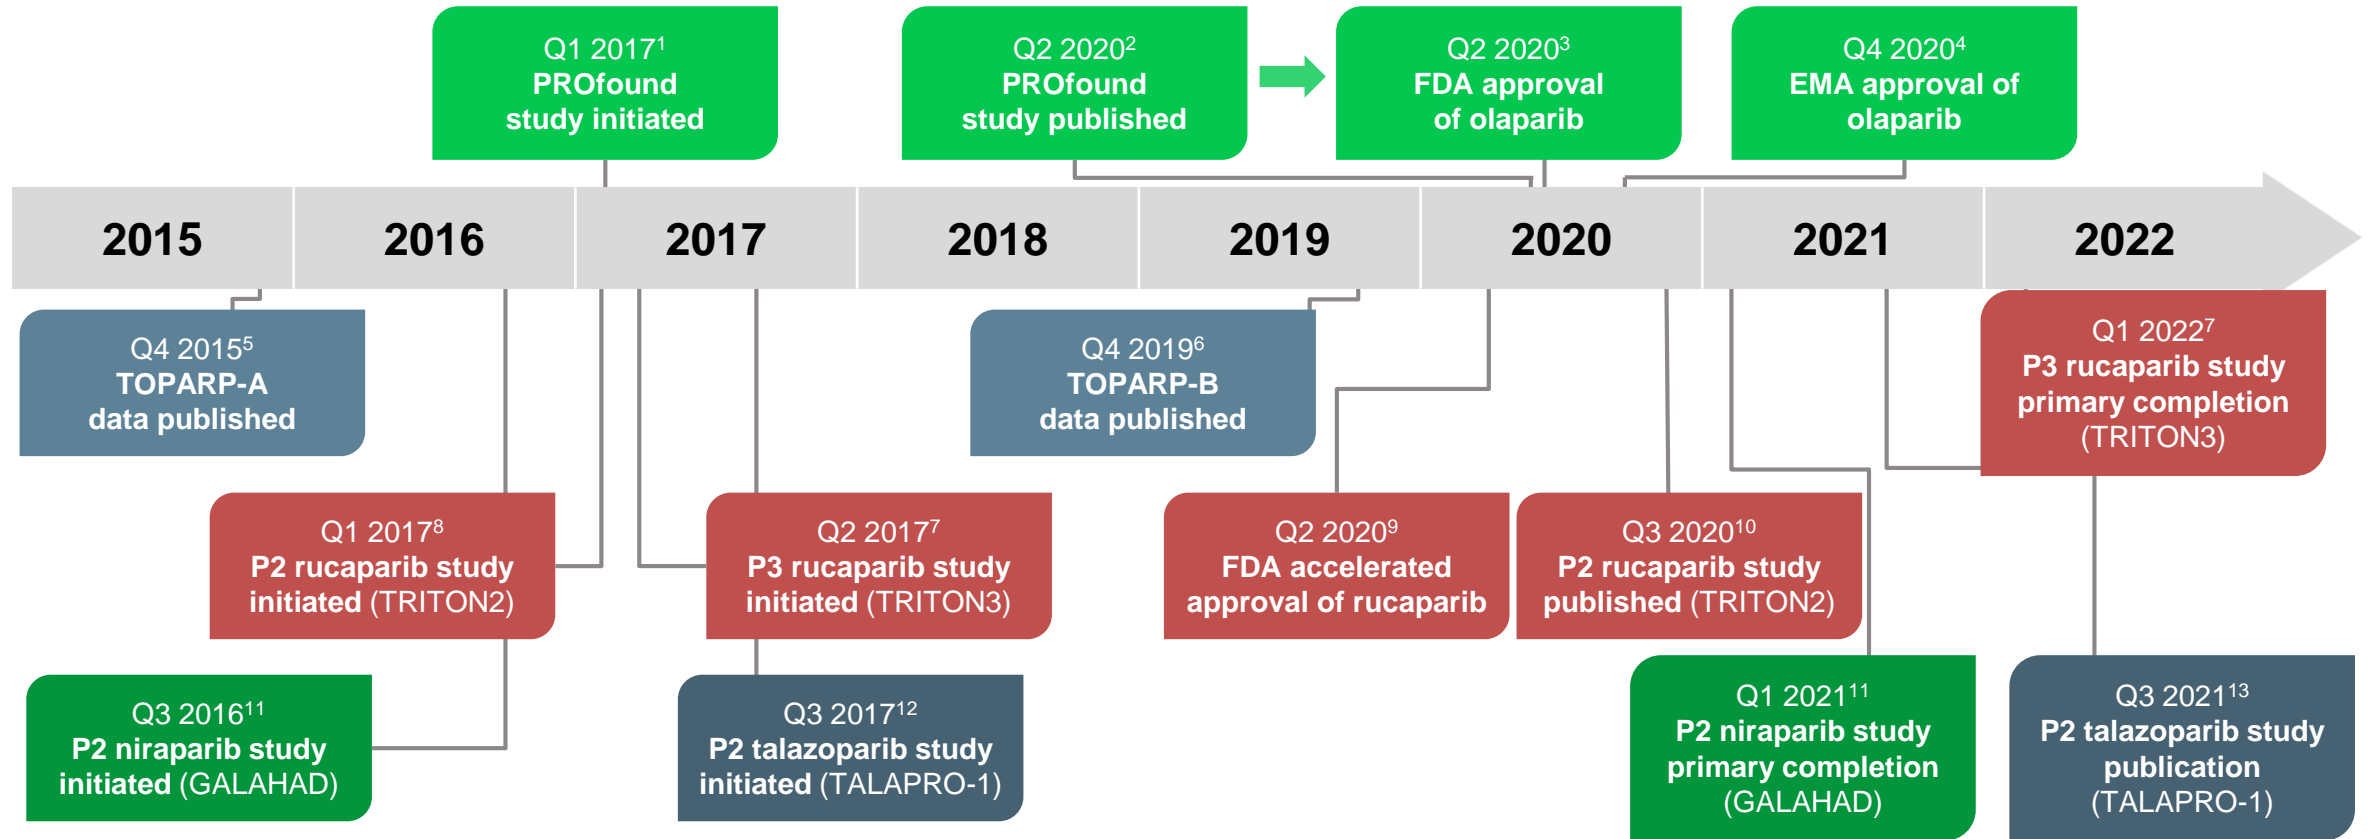 Q1 2017¹
PROfound
study initiated
Q2 2020²
PROfound
study published
Q2 2020³
FDA approval
of olaparib
Q4 2020⁴
EMA approval of
olaparib
2015
2016
2017
2018
2019
2020
2021
2022
Q4 2015⁵
TOPARP-A
data published
Q4 2019⁶
TOPARP-B
data published
Q1 2022⁷
P3 rucaparib study
primary completion
(TRITON3)
Q1 2017⁸
P2 rucaparib study
initiated (TRITON2)
Q2 2017⁷
P3 rucaparib study
initiated (TRITON3)
Q2 2020⁹
FDA accelerated
approval of rucaparib
Q3 2020¹⁰
P2 rucaparib study
published (TRITON2)
Q3 2016¹¹
P2 niraparib study
initiated (GALAHAD)
Q3 2017¹²
P2 talazoparib study
initiated (TALAPRO-1)
Q1 2021¹¹
P2 niraparib study
primary completion
(GALAHAD)
Q3 2021¹³
P2 talazoparib study
publication
(TALAPRO-1)